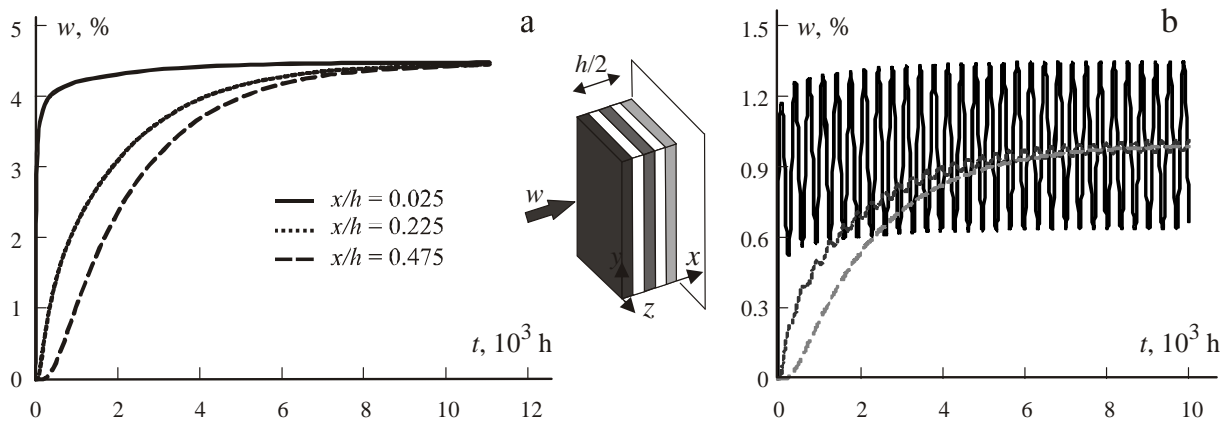 5
w, %
a
4
3
2
1
0
x/h = 0.025
x/h = 0.225
x/h = 0.475
t, 10³ h
0 2 4 6 8 10 12
h/2
w
y
x
z
1.5
w, %
b
1.2
0.9
0.6
0.3
0
t, 10³ h
0 2 4 6 8 10